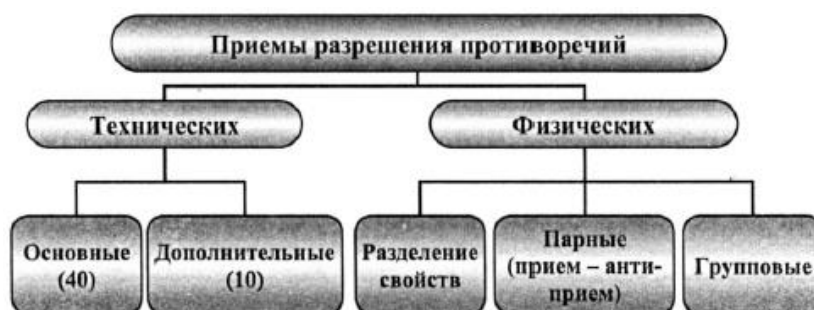 Приемы разрешения противоречий
Технических
Физических
Основные
(40)
Дополнительные
(10)
Разделение
свойств
Парные
(прием – анти-
прием)
Групповые